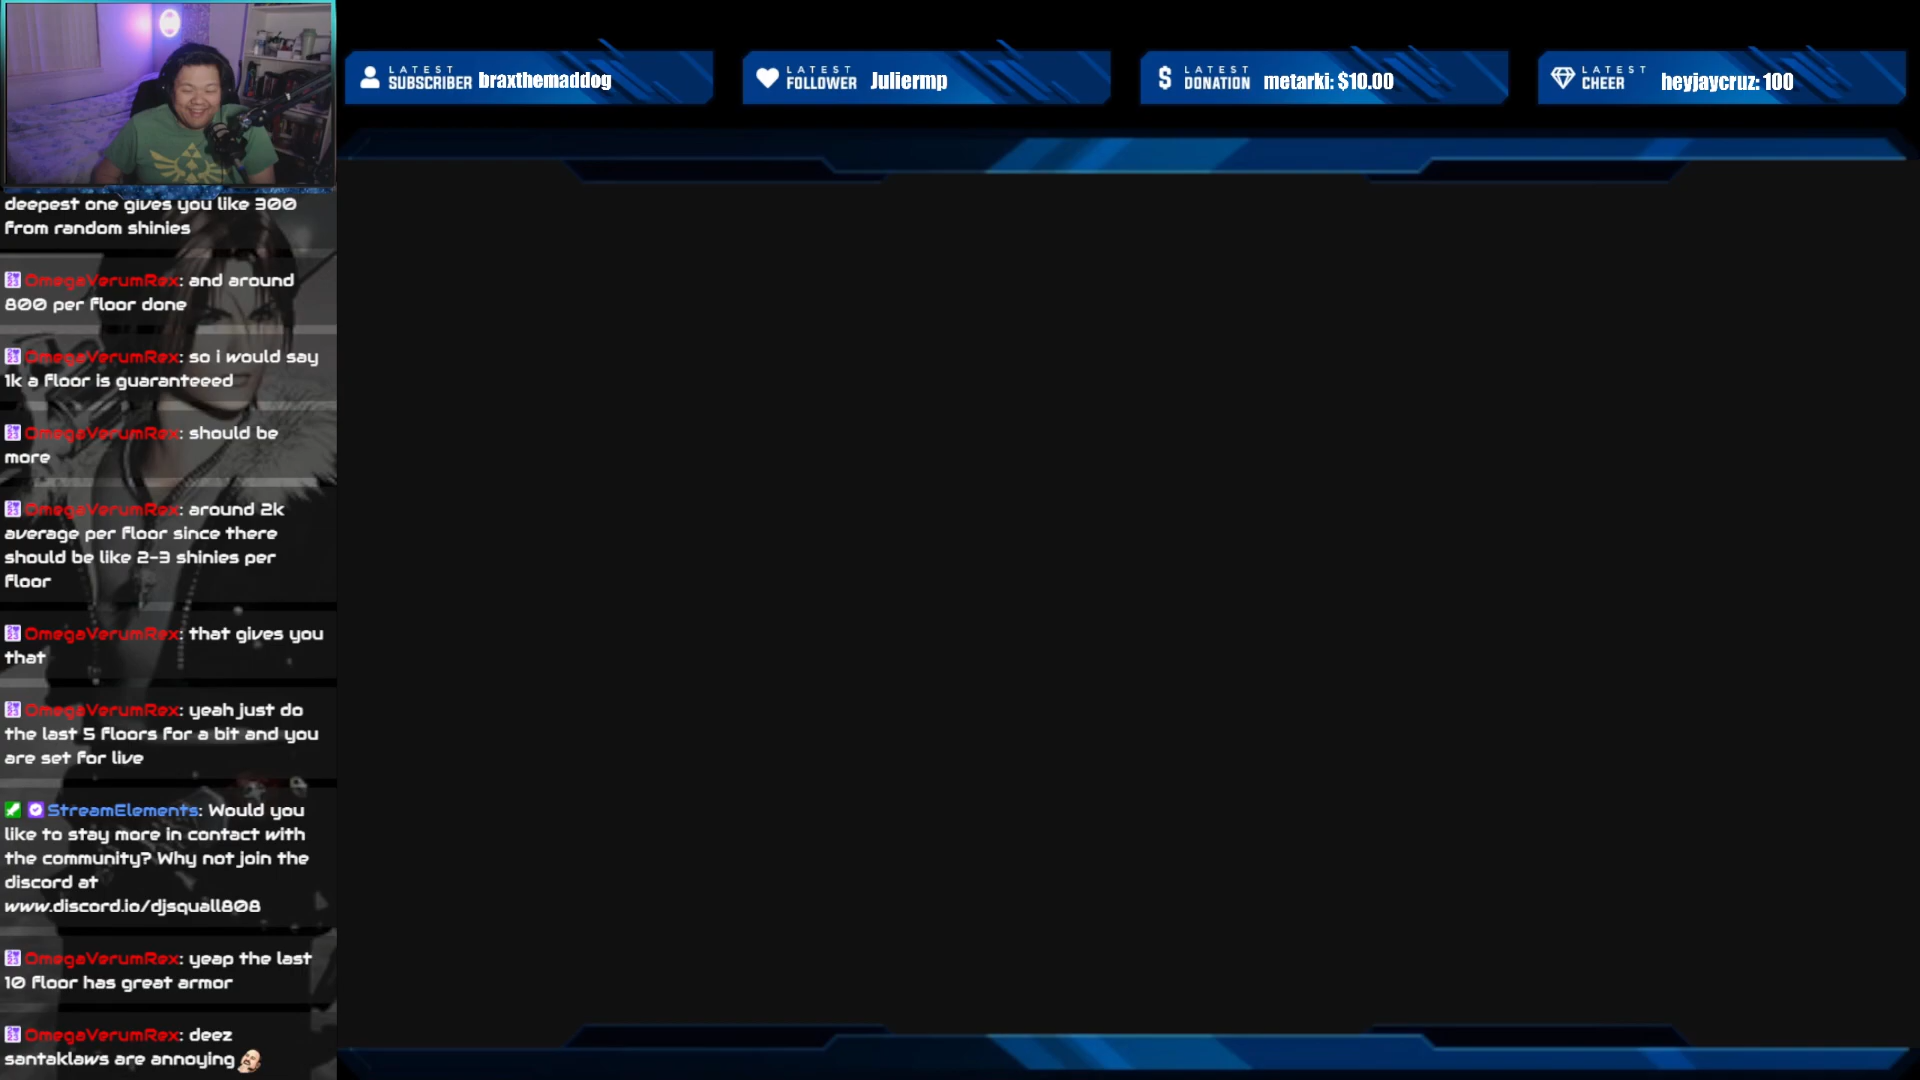 LATEST
SUBSCRIBER braxthemaddog
LATEST
FOLLOWER Juliermp
LATEST
DONATION metarki: $10.00
LATEST
CHEER heyjaycruz: 100
deepest one gives you like 300
from random shinies
OmegaVerumRex: and around
800 per floor done
OmegaVerumRex: so i would say
1k a floor is guaranteeed
OmegaVerumRex: should be
more
OmegaVerumRex: around 2k
average per floor since there
should be like 2-3 shinies per
floor
OmegaVerumRex: that gives you
that
OmegaVerumRex: yeah just do
the last 5 floors for a bit and you
are set for live
StreamElements: Would you
like to stay more in contact with
the community? Why not join the
discord at
www.discord.io/djsquall808
OmegaVerumRex: yeap the last
10 floor has great armor
OmegaVerumRex: deez
santaklaws are annoying